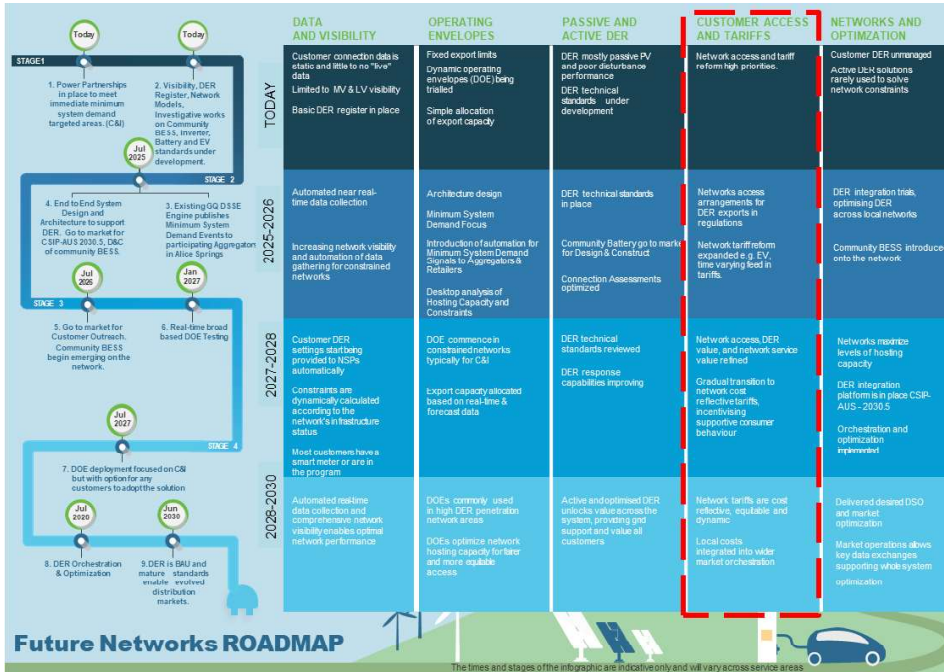 Today
Today
STAGE1
1. Power Partnerships
in place to meet
immediate minimum
system demand
targeted areas. (C&I)
2. Visibility, DER
Register, Network
Models,
Investigative works
on Community
BESS, Inverter,
Battery and EV
standards under
development.
Jul
2025
STAGE 2
4. End to End System
Design and
Architecture to support
DER. Go to market for
CSIP-AUS 2030.5, D&C
of community BESS.
3. Existing GQ DSSE
Engine publishes
Minimum System
Demand Events to
participating Aggregators
in Alice Springs
Jul
2026
Jan
2027
STAGE 3
5. Go to market for
Customer Outreach.
Community BESS
begin emerging on the
network.
6. Real-time broad
based DOE Testing
Jul
2027
STAGE 4
7. DOE deployment focused on C&I
but with option for any
customers to adopt the solution
Jul
2020
Jun
2030
8. DER Orchestration
& Optimization
9. DER is BAU and
mature standards
enable evolved
distribution
markets.
DATA
AND VISIBILITY
OPERATING
ENVELOPES
PASSIVE AND
ACTIVE DER
CUSTOMER ACCESS
AND TARIFFS
NETWORKS AND
OPTIMZATION
TODAY
Customer connection data is
static and little to no "live"
data
Limited to MV & LV visibility
Basic DER register in place
Fixed export limits
Dynamic operating
envelopes (DOE) being
trialled
Simple allocation
of export capacity
DER mostly passive PV
and poor disturbance
performance
DER technical
standards under
development
Network access and tariff
reform high priorities.
Customer DER unmanaged
Active DER solutions
rarely used to solve
network constraints
2025-2026
Automated near real-
time data collection
Increasing network visibility
and automation of data
gathering for constrained
networks
Architecture design
Minimum System
Demand Focus
Introduction of automation for
Minimum System Demand
Signals to Aggregators &
Retailers
Desktop analysis of
Hosting Capacity and
Constraints
DER technical standards
in place
Community Battery go to market
for Design & Construct
Connection Assessments
optimized
Networks access
arrangements for
DER exports in
regulations
Network tariff reform
expanded e.g. EV,
time varying feed in
tariffs.
DER integration trials,
optimising DER
across local networks
Community BESS introduce
onto the network
2027-2028
Customer DER
settings start being
provided to NSPs
automatically
Constraints are
dynamically calculated
according to the
network's infrastructure
status
Most customers have a
smart meter or are in
the program
DOE commence in
constrained networks
typically for C&I
Export capacity allocated
based on real-time &
forecast data
DER technical
standards reviewed
DER response
capabilities improving
Network access, DER
value, and network service
value refined
Gradual transition to
network cost
reflective tariffs,
incentivising
supportive consumer
behaviour
Networks maximize
levels of hosting
capacity
DER integration
platform is in place CSIP-
AUS - 2030.5
Orchestration and
optimization
implemented
2028-2030
Automated real-time
data collection and
comprehensive network
visibility enables optimal
network performance
DOEs commonly used
in high DER penetration
network areas
DOEs optimize network
hosting capacity for fairer
and more equitable
access
Active and optimised DER
unlocks value across the
system, providing grid
support and value all
customers
Network tariffs are cost
reflective, equitable and
dynamic
Local costs
integrated into wider
market orchestration
Delivered desired DSO
and market
optimization
Market operations allows
key data exchanges
supporting whole system
optimization
Future Networks ROADMAP
The times and stages of the infographic are indicative only and will vary across service areas